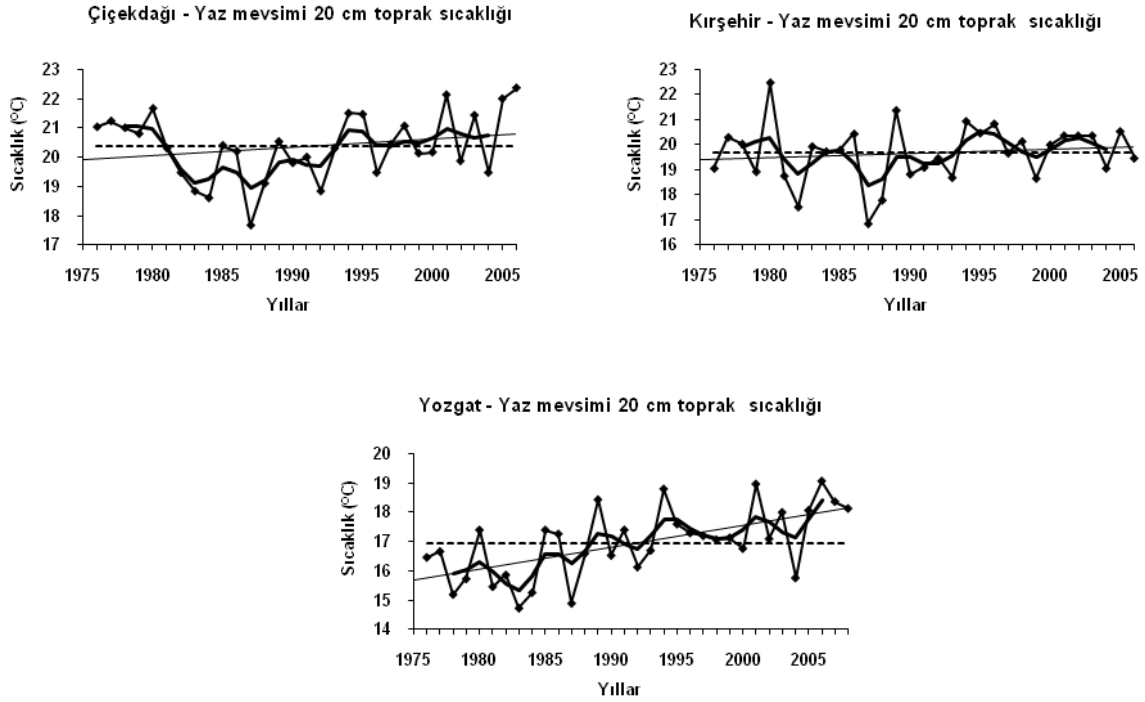 Çiçekdağı - Yaz mevsimi 20 cm toprak sıcaklığı
Sıcaklık (°C)
23
22
21
20
19
18
17
1975 1980 1985 1990 1995 2000 2005
Yıllar
Kırşehir - Yaz mevsimi 20 cm toprak sıcaklığı
Sıcaklık (°C)
23
22
21
20
19
18
17
16
1975 1980 1985 1990 1995 2000 2005
Yıllar
Yozgat - Yaz mevsimi 20 cm toprak sıcaklığı
Sıcaklık (°C)
20
19
18
17
16
15
14
1975 1980 1985 1990 1995 2000 2005
Yıllar